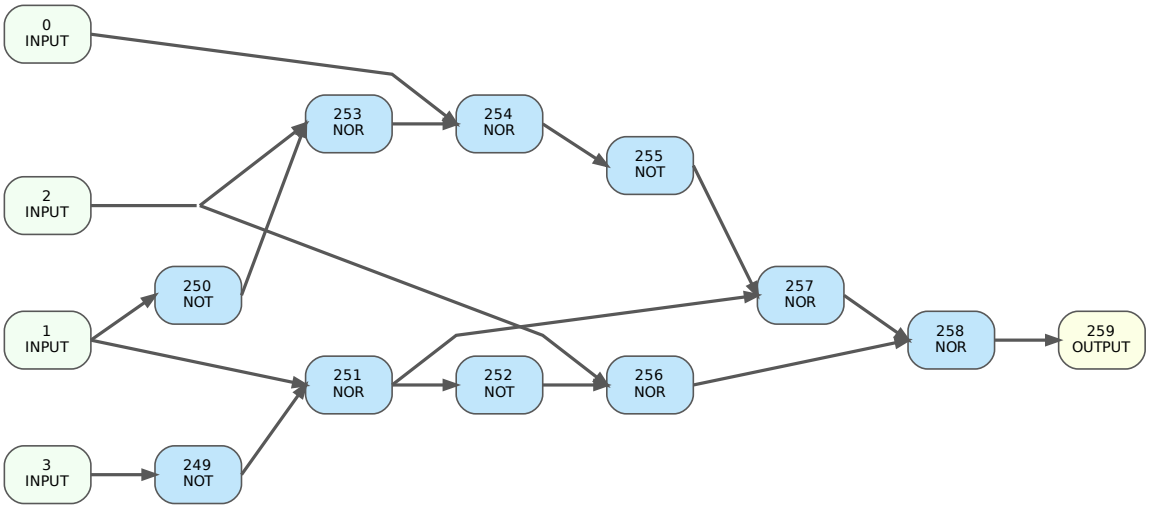 0
INPUT
253
NOR
254
NOR
255
NOT
2
INPUT
250
NOT
257
NOR
1
INPUT
258
NOR
259
OUTPUT
251
NOR
252
NOT
256
NOR
3
INPUT
249
NOT